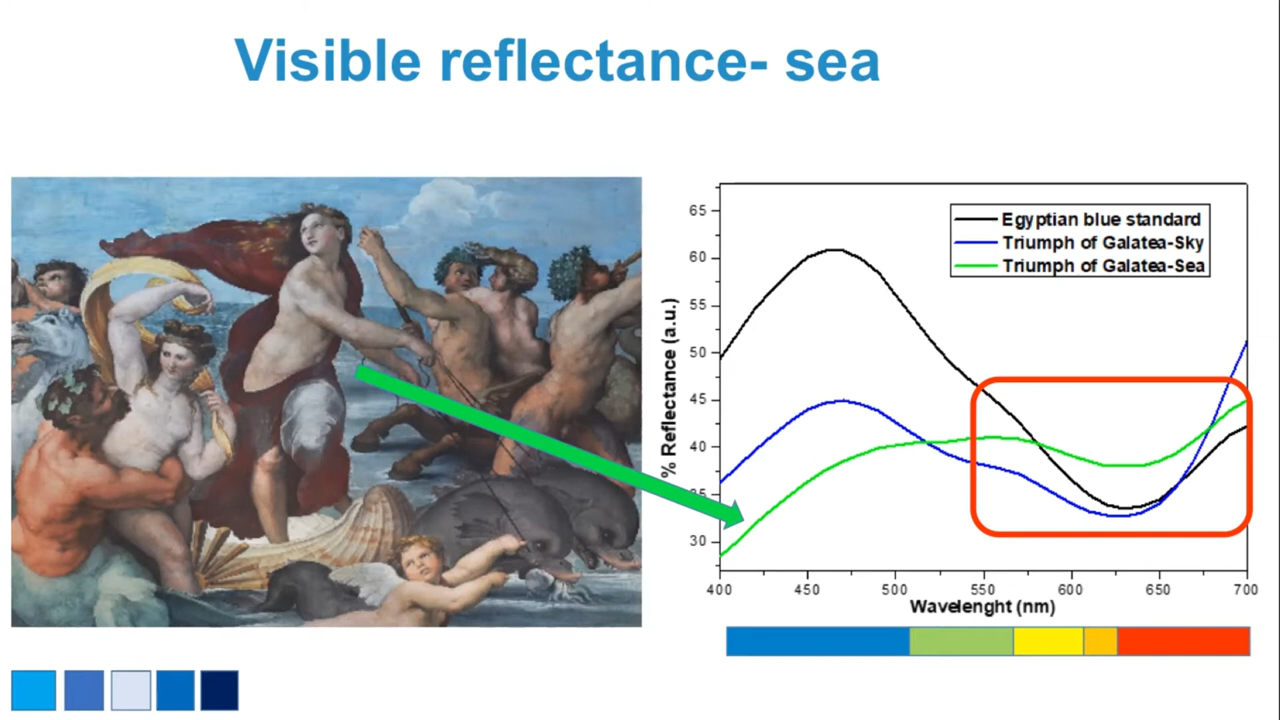 Visible reflectance- sea
65
60
55
50
45
40
35
30
% Reflectance (a.u.)
Egyptian blue standard
Triumph of Galatea-Sky
Triumph of Galatea-Sea
400 450 500 550 600 650 700
Wavelenght (nm)